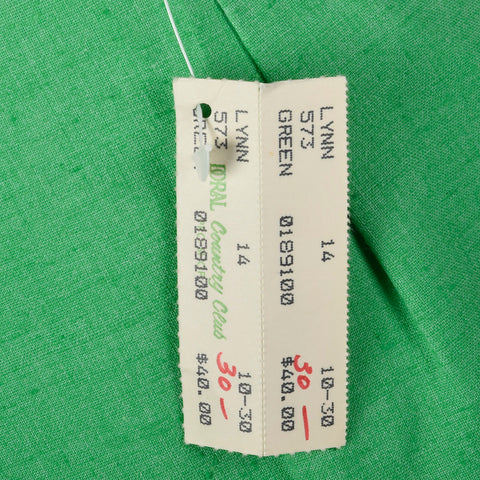 LYNN 14 10-30
573
GREEN 0189100 $40.00
30 —
LYNN 14 10-30
573
DORAL Country Club 30 —
0189100 $40.00